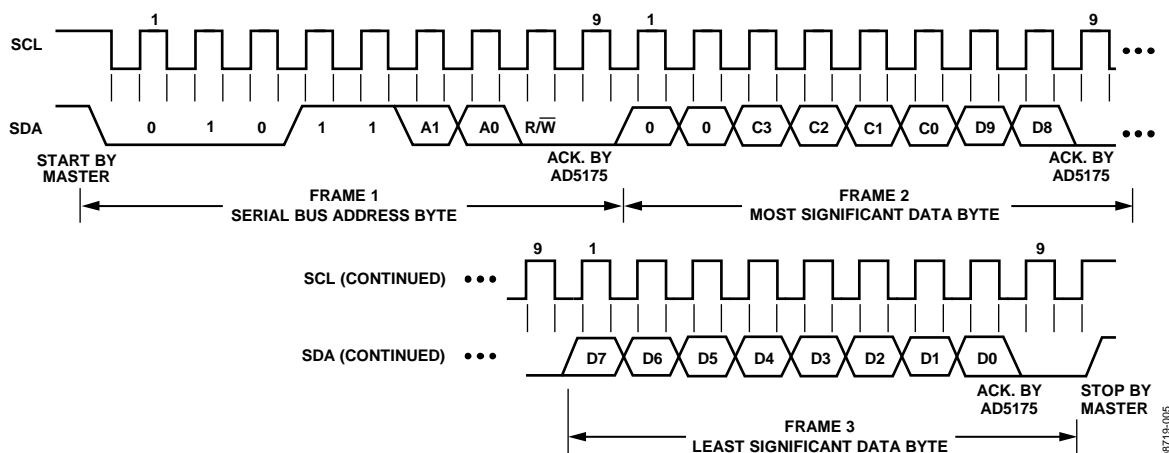 1 9 1 9
SCL
SDA 0 1 0 1 1 A1 A0 R/W̅ 0 0 C3 C2 C1 C0 D9 D8
START BY
MASTER
ACK. BY
AD5175
ACK. BY
AD5175
FRAME 1
SERIAL BUS ADDRESS BYTE
FRAME 2
MOST SIGNIFICANT DATA BYTE
9 1 9
SCL (CONTINUED)
SDA (CONTINUED) D7 D6 D5 D4 D3 D2 D1 D0
ACK. BY
AD5175
STOP BY
MASTER
FRAME 3
LEAST SIGNIFICANT DATA BYTE
08719-005